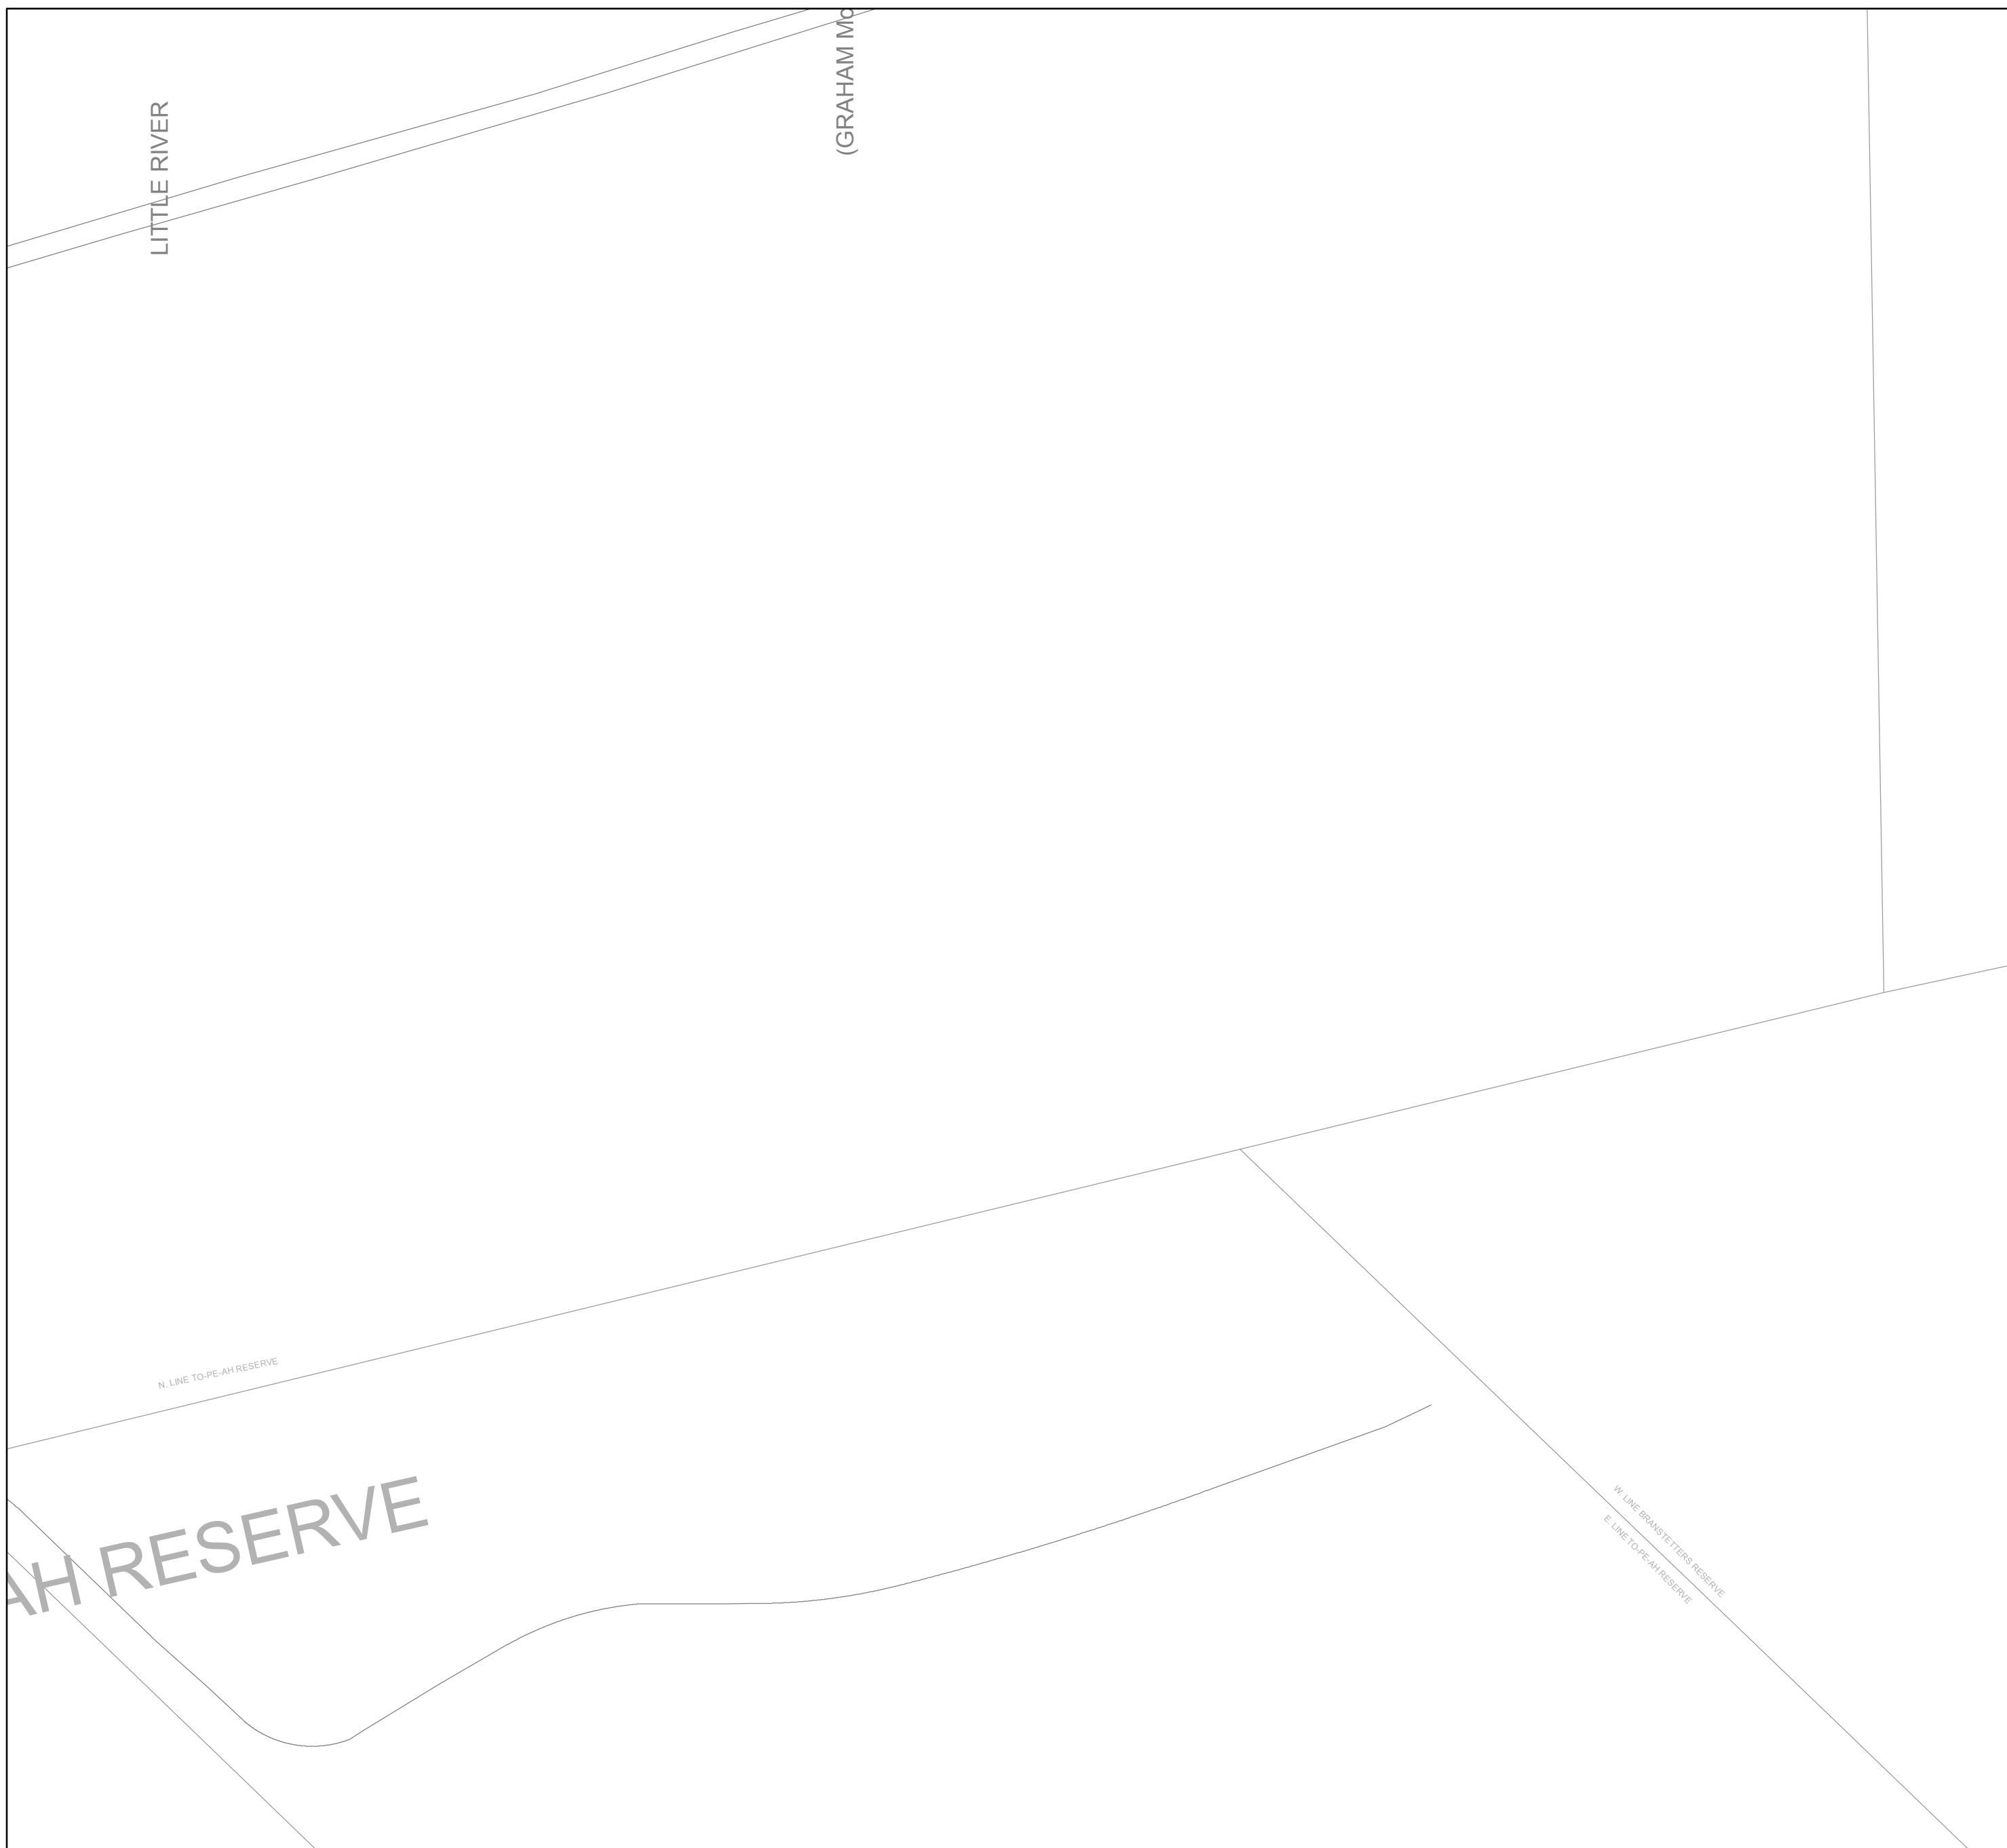 LITTLE RIVER
(GRAHAM
N. LINE TO-PE-AH RESERVE
AH RESERVE
W. LINE BRANSTETTERS RESERVE
E. LINE TO-PE-AH RESERVE